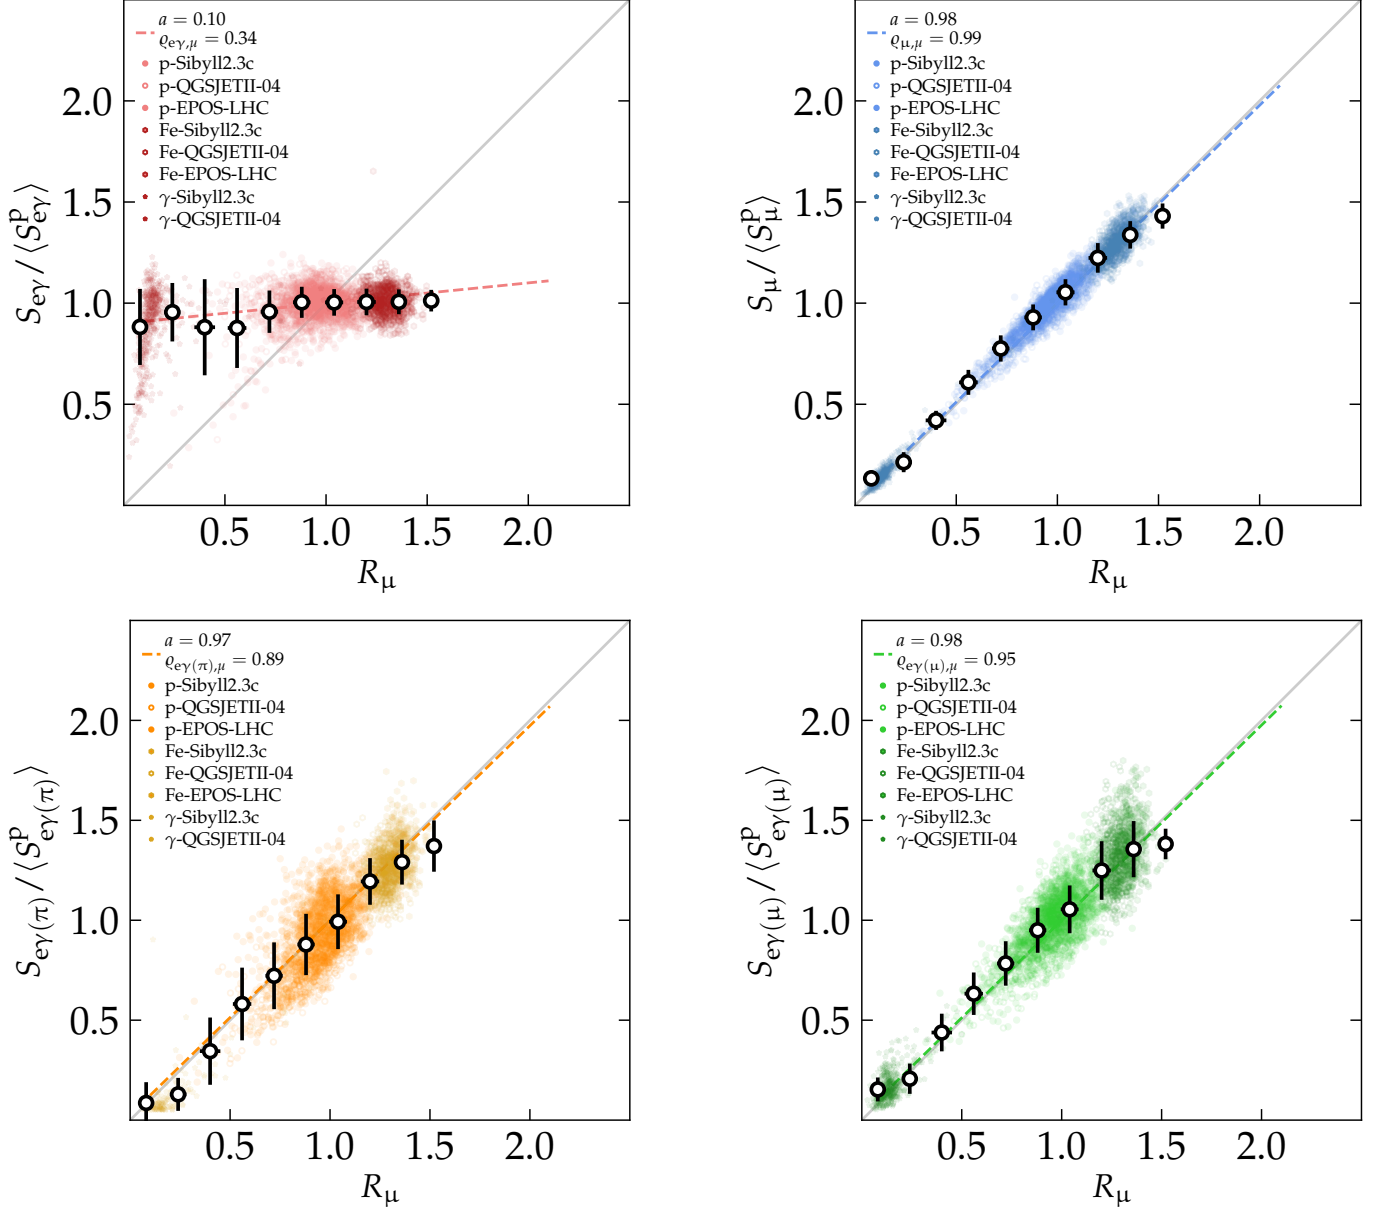 a = 0.10
ϱeγ,μ = 0.34
p-Sibyll2.3c
p-QGSJETII-04
p-EPOS-LHC
Fe-Sibyll2.3c
Fe-QGSJETII-04
Fe-EPOS-LHC
γ-Sibyll2.3c
γ-QGSJETII-04
2.0
1.5
1.0
0.5
Seγ / ⟨Sᵖeγ⟩
0.5 1.0 1.5 2.0
Rμ
a = 0.98
ϱμ,μ = 0.99
p-Sibyll2.3c
p-QGSJETII-04
p-EPOS-LHC
Fe-Sibyll2.3c
Fe-QGSJETII-04
Fe-EPOS-LHC
γ-Sibyll2.3c
γ-QGSJETII-04
2.0
1.5
1.0
0.5
Sμ / ⟨Sᵖμ⟩
0.5 1.0 1.5 2.0
Rμ
a = 0.97
ϱeγ(π),μ = 0.89
p-Sibyll2.3c
p-QGSJETII-04
p-EPOS-LHC
Fe-Sibyll2.3c
Fe-QGSJETII-04
Fe-EPOS-LHC
γ-Sibyll2.3c
γ-QGSJETII-04
2.0
1.5
1.0
0.5
Seγ(π) / ⟨Sᵖeγ(π)⟩
0.5 1.0 1.5 2.0
Rμ
a = 0.98
ϱeγ(μ),μ = 0.95
p-Sibyll2.3c
p-QGSJETII-04
p-EPOS-LHC
Fe-Sibyll2.3c
Fe-QGSJETII-04
Fe-EPOS-LHC
γ-Sibyll2.3c
γ-QGSJETII-04
2.0
1.5
1.0
0.5
Seγ(μ) / ⟨Sᵖeγ(μ)⟩
0.5 1.0 1.5 2.0
Rμ